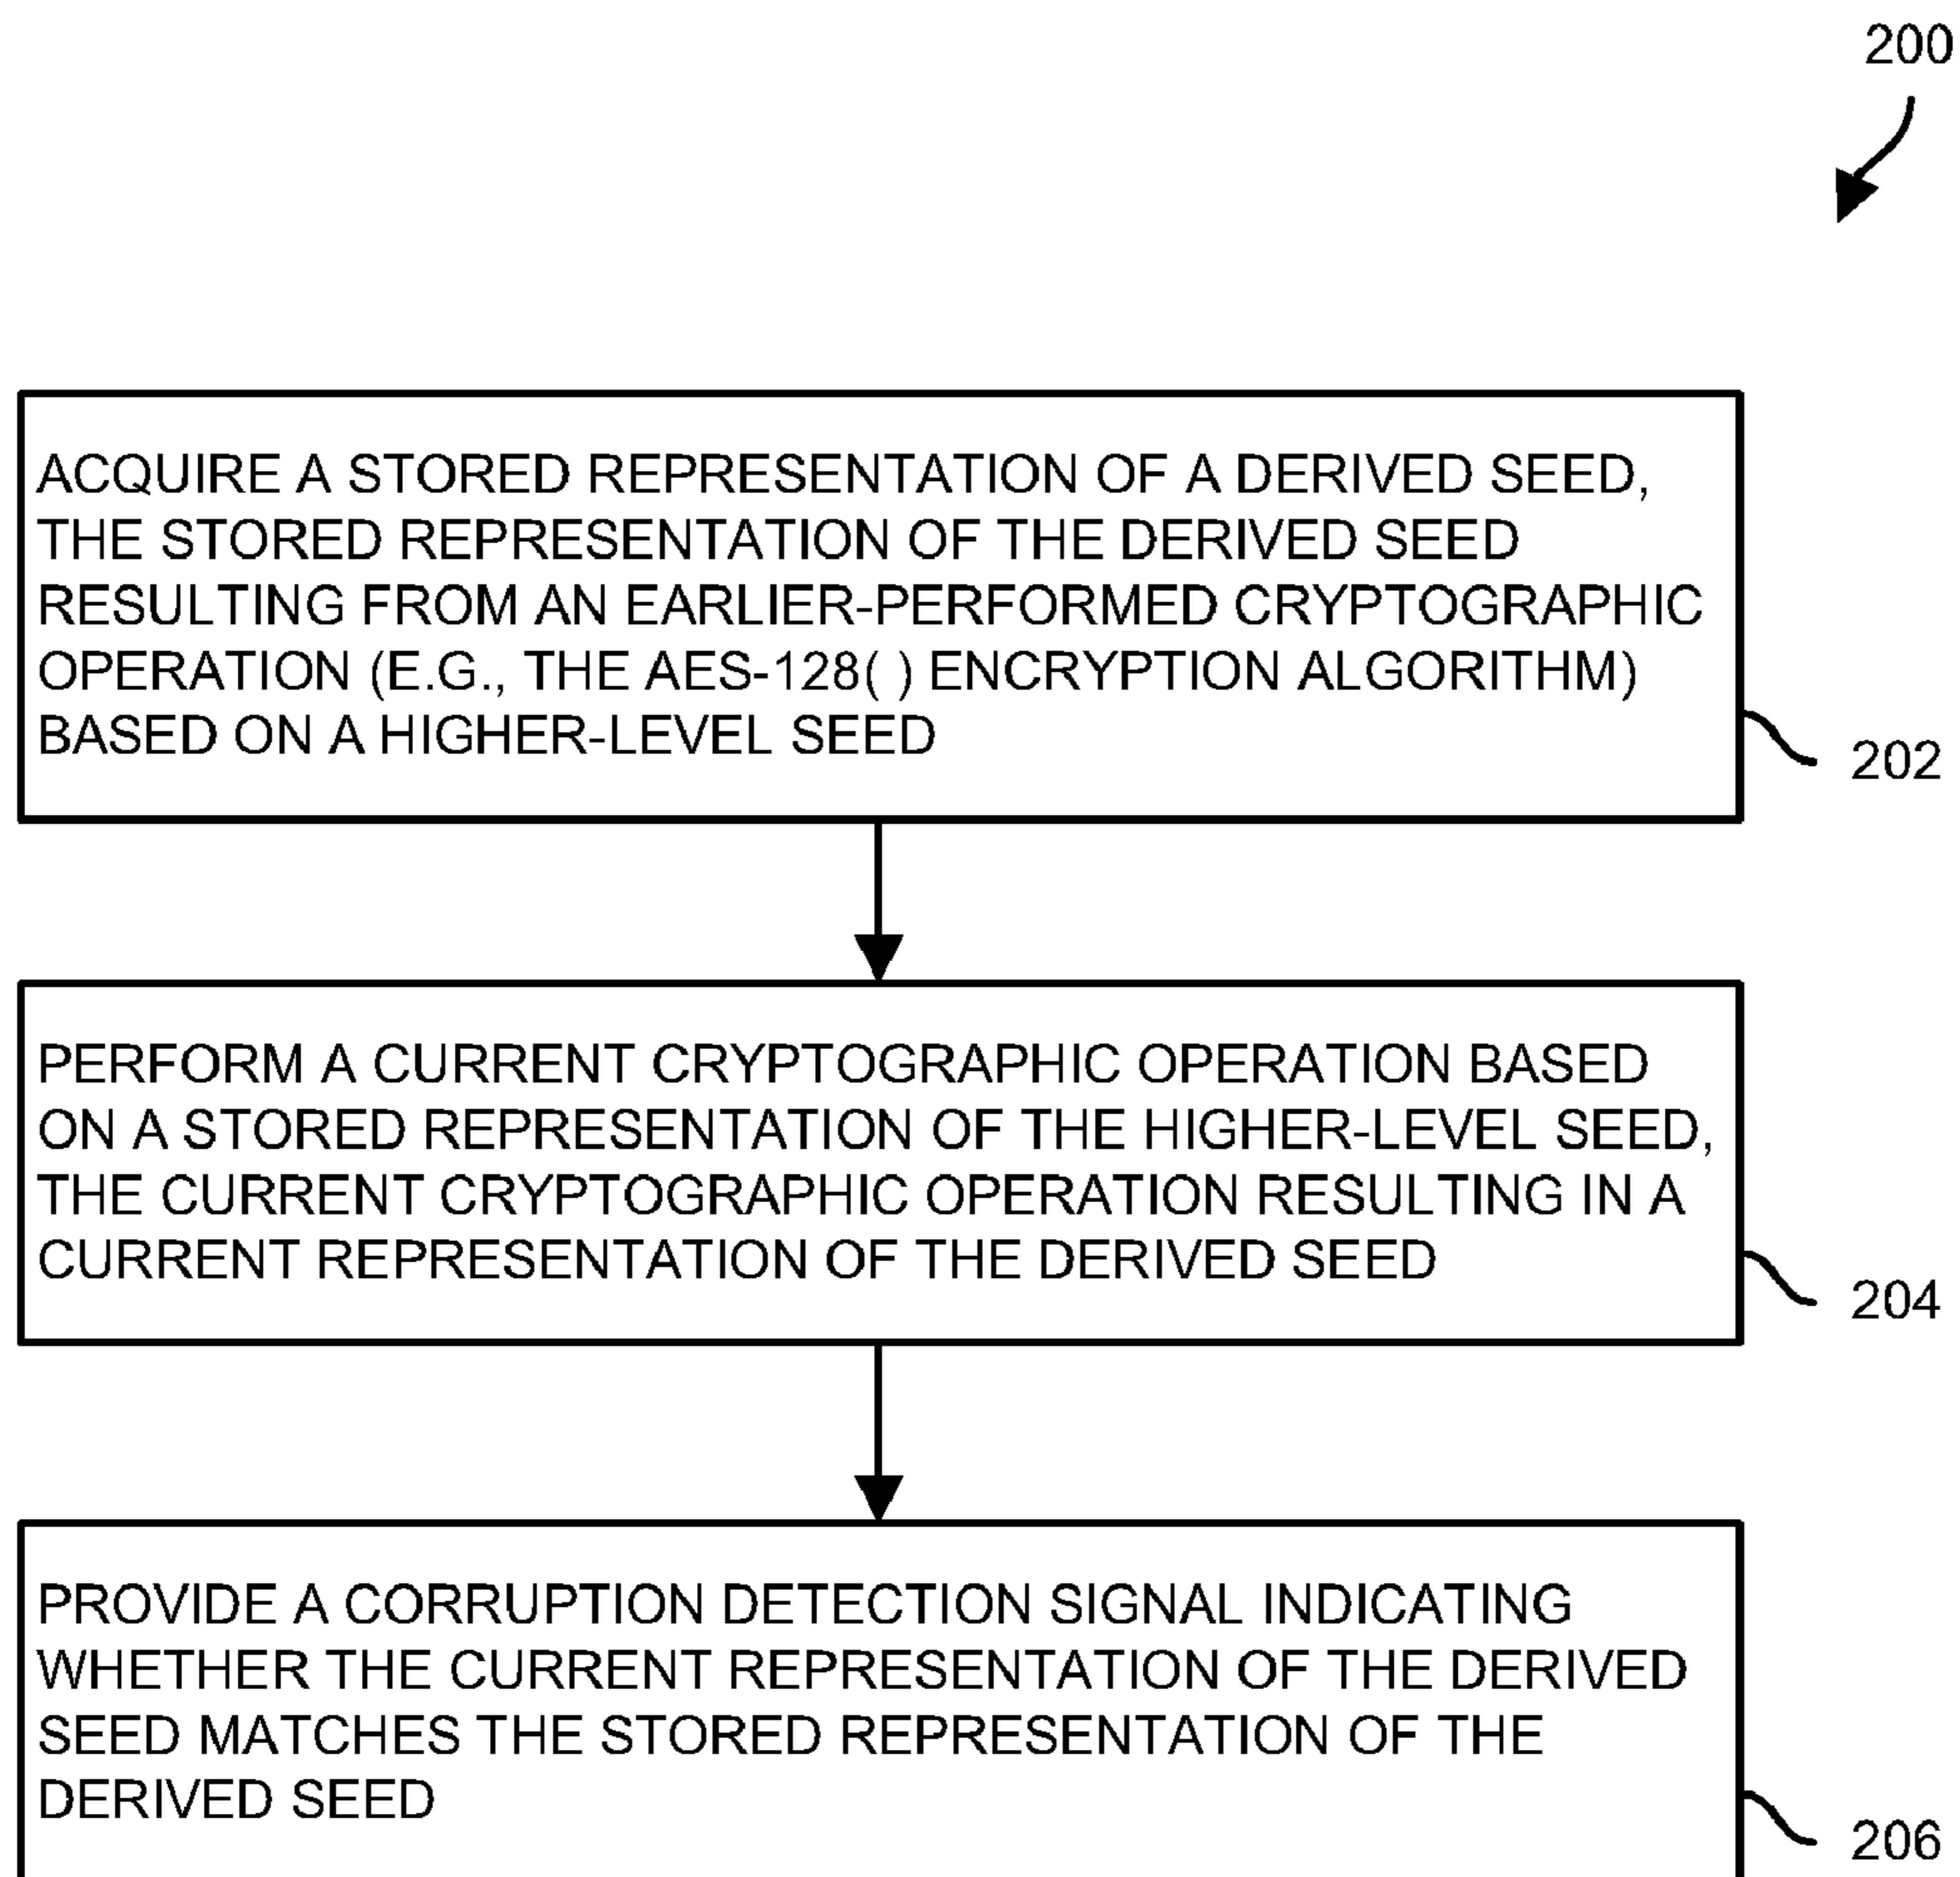 200
ACQUIRE A STORED REPRESENTATION OF A DERIVED SEED,
THE STORED REPRESENTATION OF THE DERIVED SEED
RESULTING FROM AN EARLIER-PERFORMED CRYPTOGRAPHIC
OPERATION (E.G., THE AES-128( ) ENCRYPTION ALGORITHM)
BASED ON A HIGHER-LEVEL SEED
202
PERFORM A CURRENT CRYPTOGRAPHIC OPERATION BASED
ON A STORED REPRESENTATION OF THE HIGHER-LEVEL SEED,
THE CURRENT CRYPTOGRAPHIC OPERATION RESULTING IN A
CURRENT REPRESENTATION OF THE DERIVED SEED
204
PROVIDE A CORRUPTION DETECTION SIGNAL INDICATING
WHETHER THE CURRENT REPRESENTATION OF THE DERIVED
SEED MATCHES THE STORED REPRESENTATION OF THE
DERIVED SEED
206